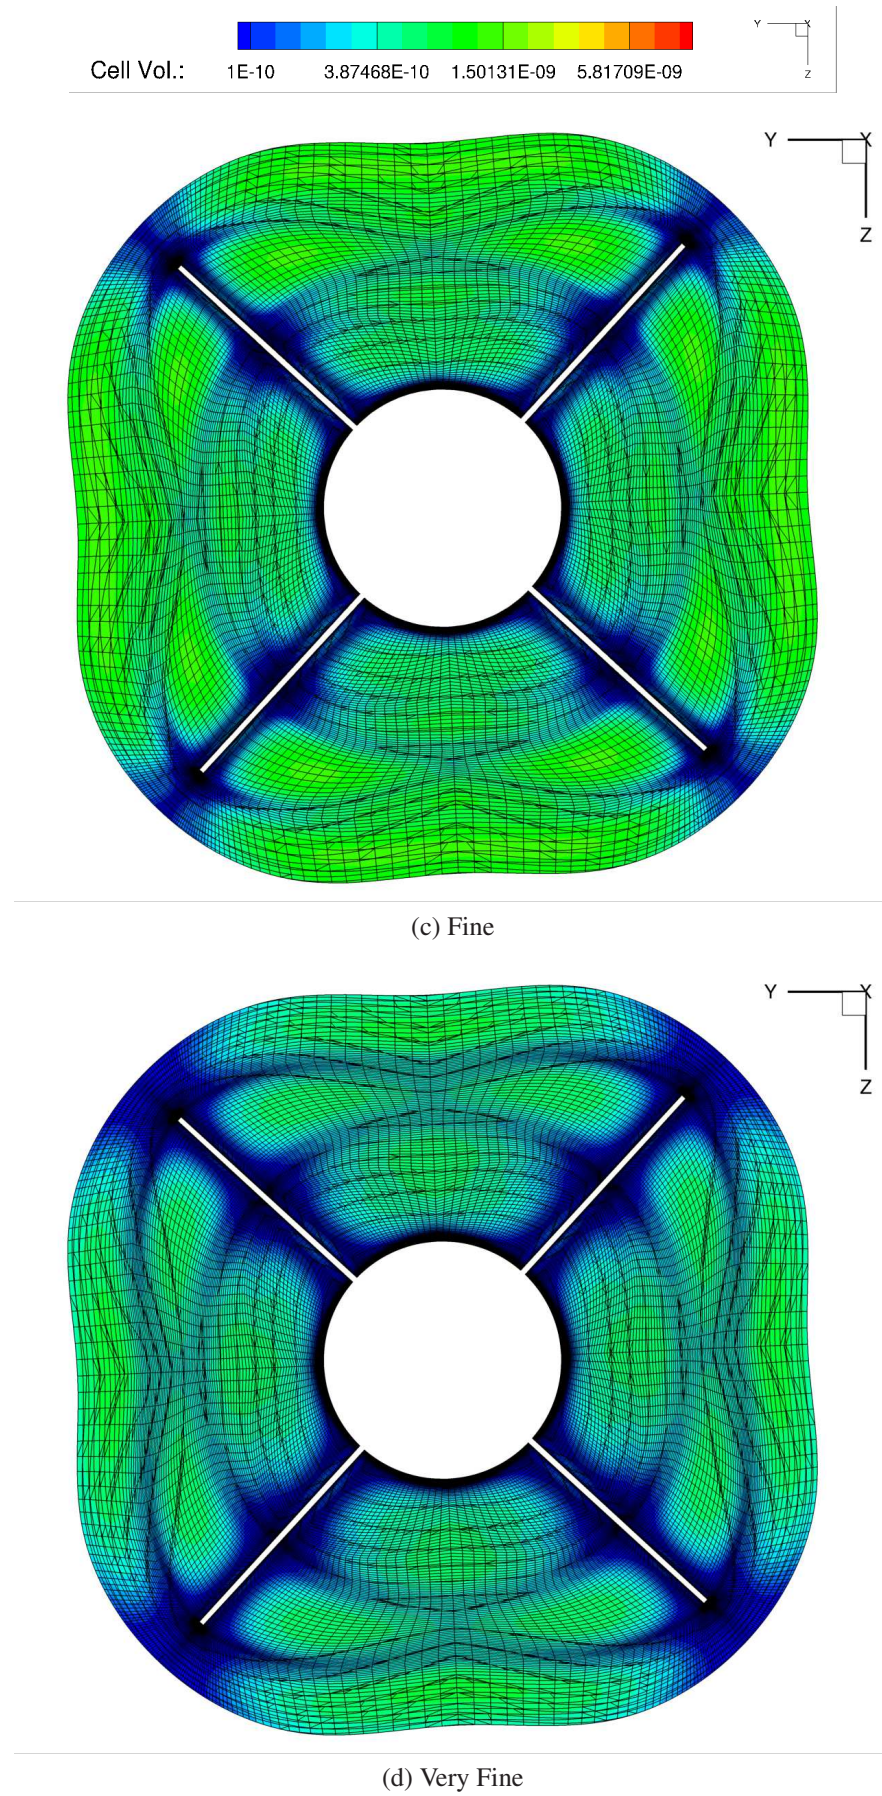 Cell Vol.: 1E-10 3.87468E-10 1.50131E-09 5.81709E-09
Y X
Z
Y X
Z
(c) Fine
Y X
Z
(d) Very Fine